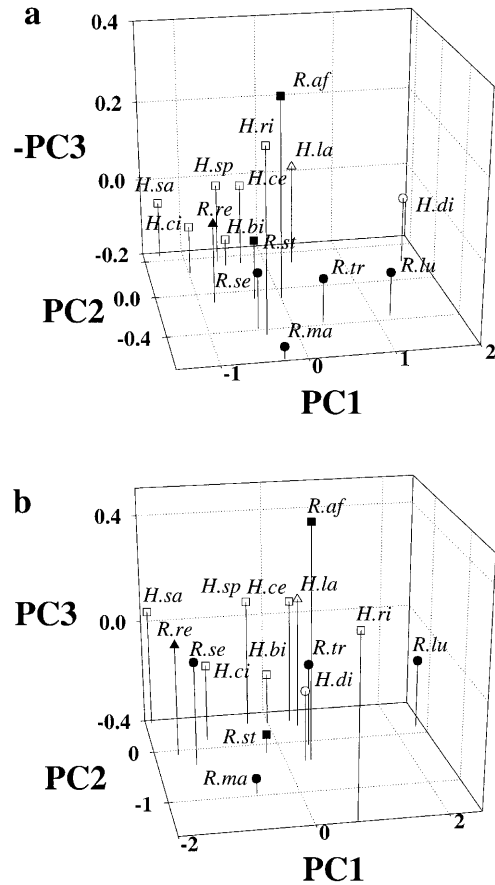 a
0.4
R.af
0.2
H.ri
-PC3
H.la
H.sp
H.ce
0.0
H.sa
H.di
R.re
H.ci
H.bi
R.st
-0.2
R.se
R.tr
R.lu
PC2
0.0
R.ma
-0.4
2
1
0
-1
PC1
b
0.4
R.af
H.sa
H.sp
H.ce
H.la
H.ri
PC3
0.0
R.re
R.se
H.bi
R.tr
R.lu
H.ci
H.di
-0.4
R.st
0
PC2
R.ma
-1
2
0
-2
PC1